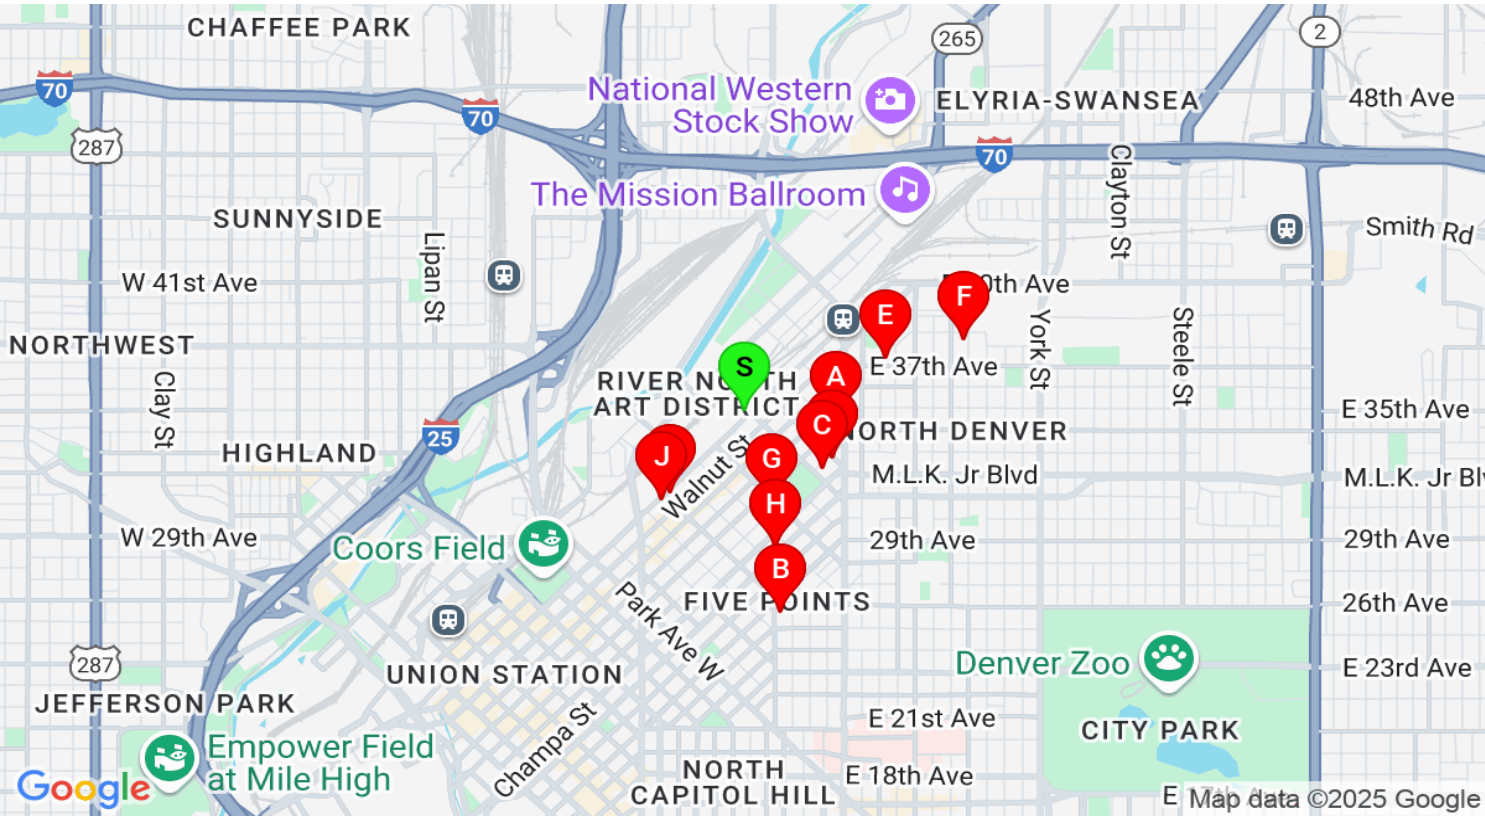 CHAFFEE PARK
265
2
70
National Western
Stock Show
ELYRIA-SWANSEA
48th Ave
70
287
70
Clayton St
The Mission Ballroom
SUNNYSIDE
Lipan St
Smith Rd
W 41st Ave
0th Ave
F
E
York St
Steele St
NORTHWEST
S
E 37th Ave
RIVER NORTH
ART DISTRICT
A
Clay St
E 35th Ave
C
NORTH DENVER
25
HIGHLAND
J
Walnut St
G
M.L.K. Jr Blvd
M.L.K. Jr Blv
H
W 29th Ave
Coors Field
29th Ave
29th Ave
B
FIVE POINTS
26th Ave
Park Ave W
287
UNION STATION
Denver Zoo
E 23rd Ave
JEFFERSON PARK
Champa St
E 21st Ave
CITY PARK
Empower Field
at Mile High
NORTH
CAPITOL HILL
E 18th Ave
Google
E 17th Ave
Map data ©2025 Google